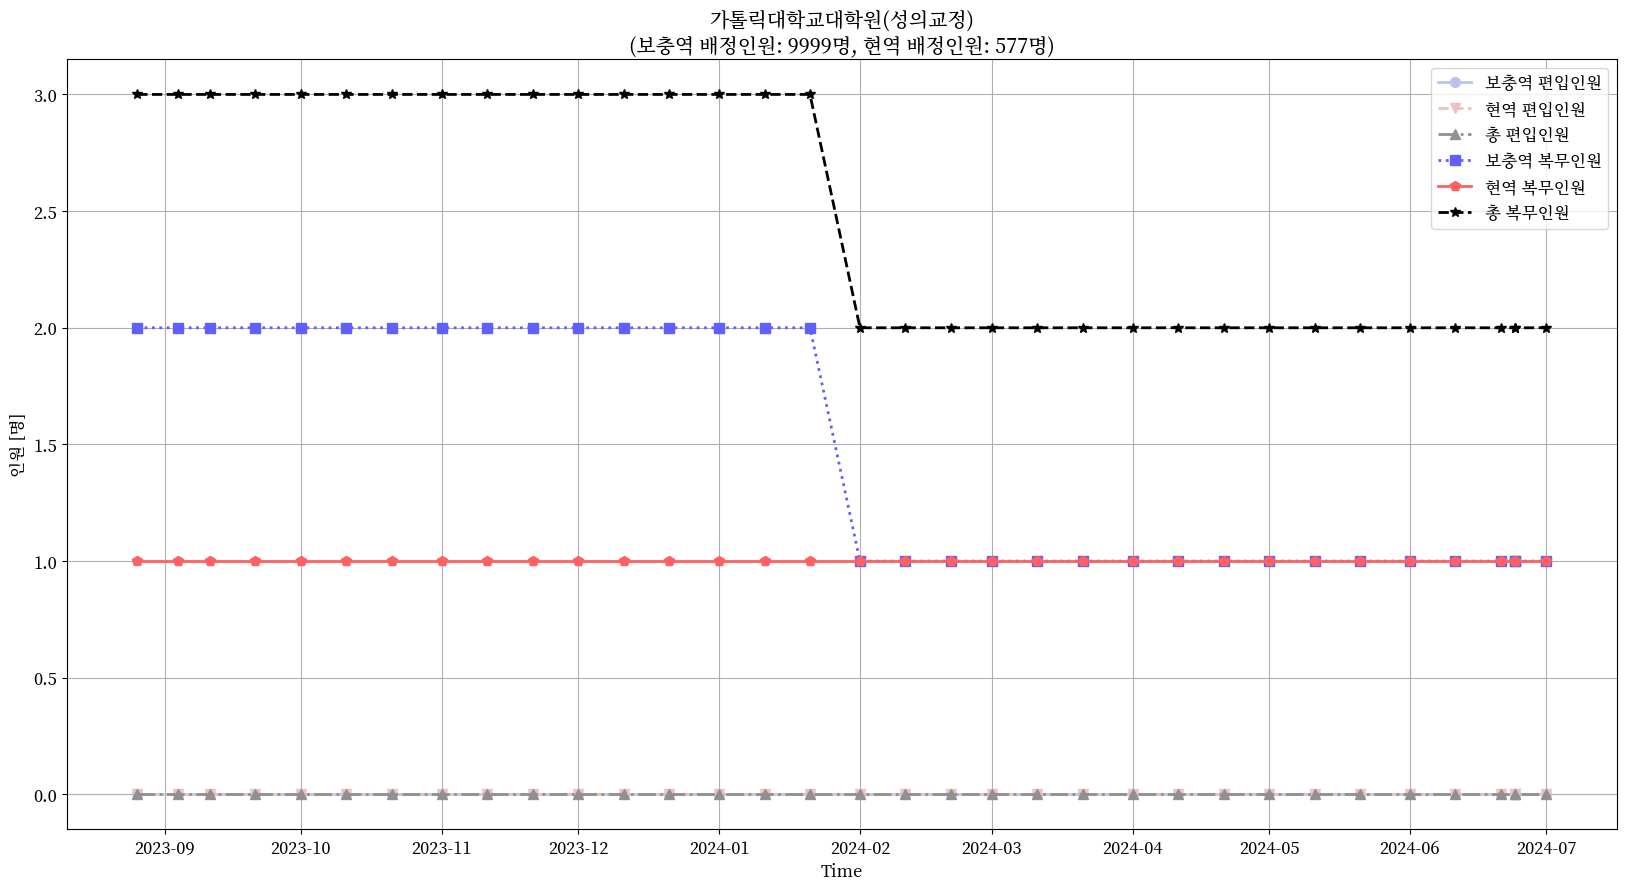 가톨릭대학교대학원(성의교정)
(보충역 배정인원: 9999명, 현역 배정인원: 577명)
보충역 편입인원
현역 편입인원
총 편입인원
보충역 복무인원
현역 복무인원
총 복무인원
3.0
2.5
2.0
1.5
1.0
0.5
0.0
인원 [명]
2023-09 2023-10 2023-11 2023-12 2024-01 2024-02 2024-03 2024-04 2024-05 2024-06 2024-07
Time